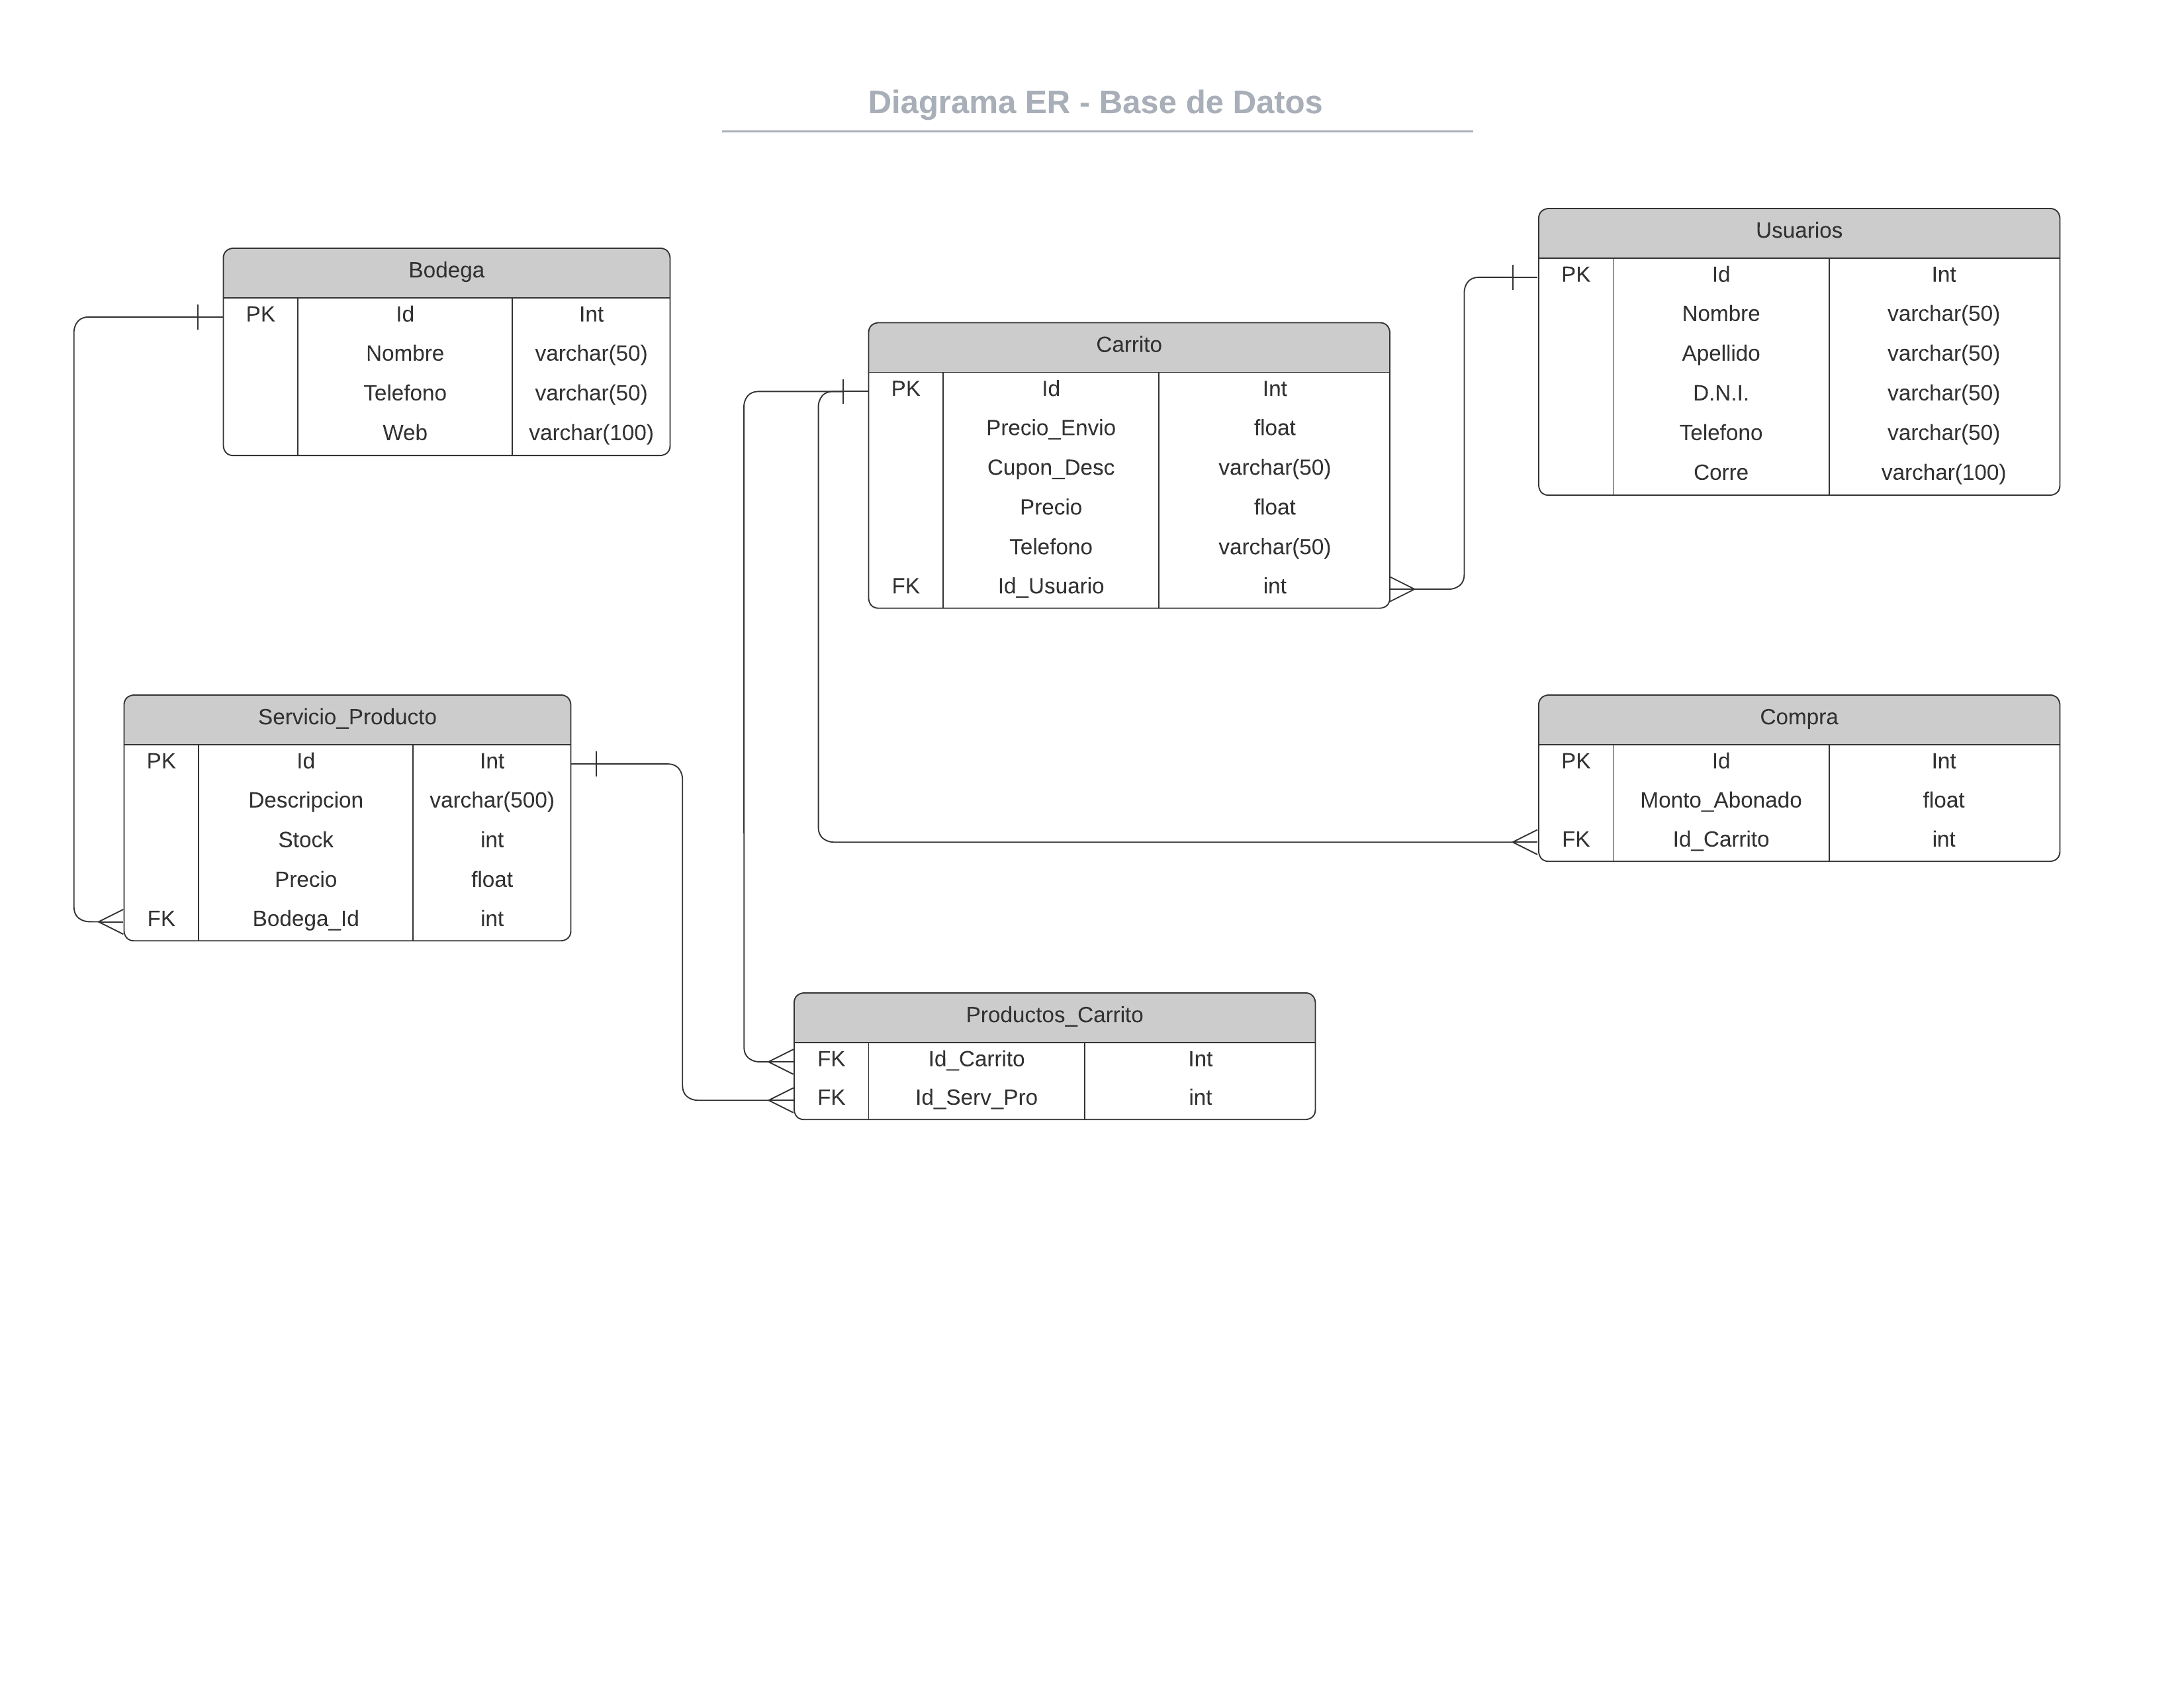 Diagrama ER - Base de Datos
Bodega
PK Id Int
Nombre varchar(50)
Telefono varchar(50)
Web varchar(100)
Carrito
PK Id Int
Precio_Envio float
Cupon_Desc varchar(50)
Precio float
Telefono varchar(50)
FK Id_Usuario int
Usuarios
PK Id Int
Nombre varchar(50)
Apellido varchar(50)
D.N.I. varchar(50)
Telefono varchar(50)
Corre varchar(100)
Servicio_Producto
PK Id Int
Descripcion varchar(500)
Stock int
Precio float
FK Bodega_Id int
Compra
PK Id Int
Monto_Abonado float
FK Id_Carrito int
Productos_Carrito
FK Id_Carrito Int
FK Id_Serv_Pro int